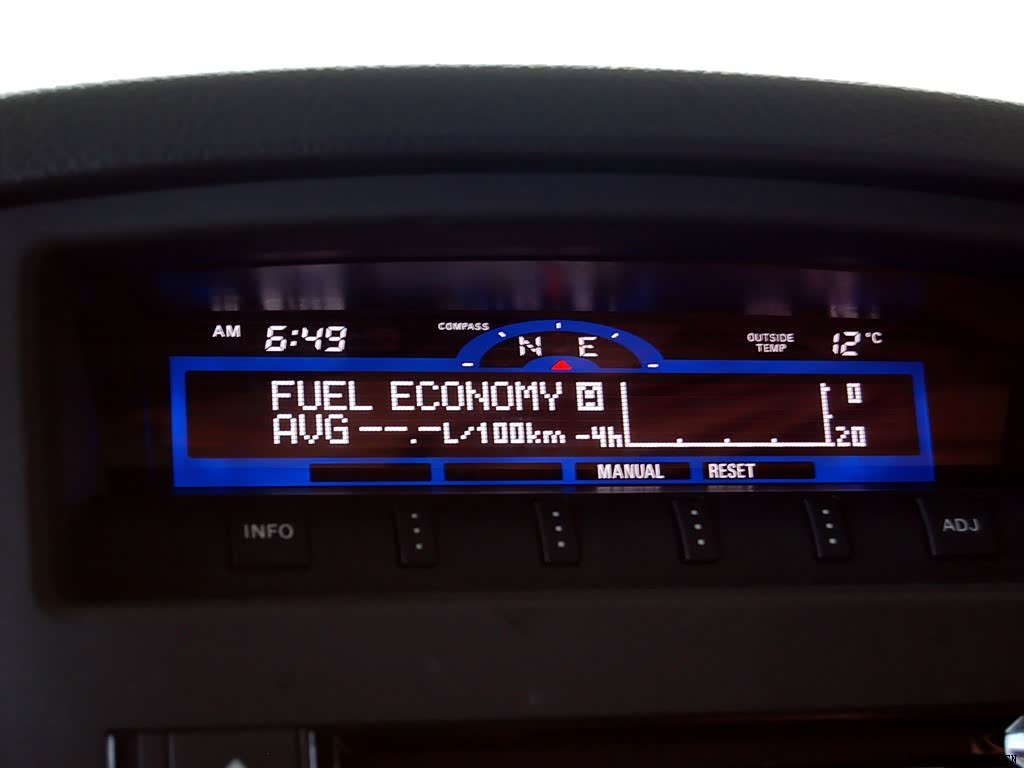 AM 6:49 COMPASS N E OUTSIDE TEMP 12°C
FUEL ECONOMY M 0
AVG --.-L/100km -4h 20
MANUAL RESET
INFO ADJ